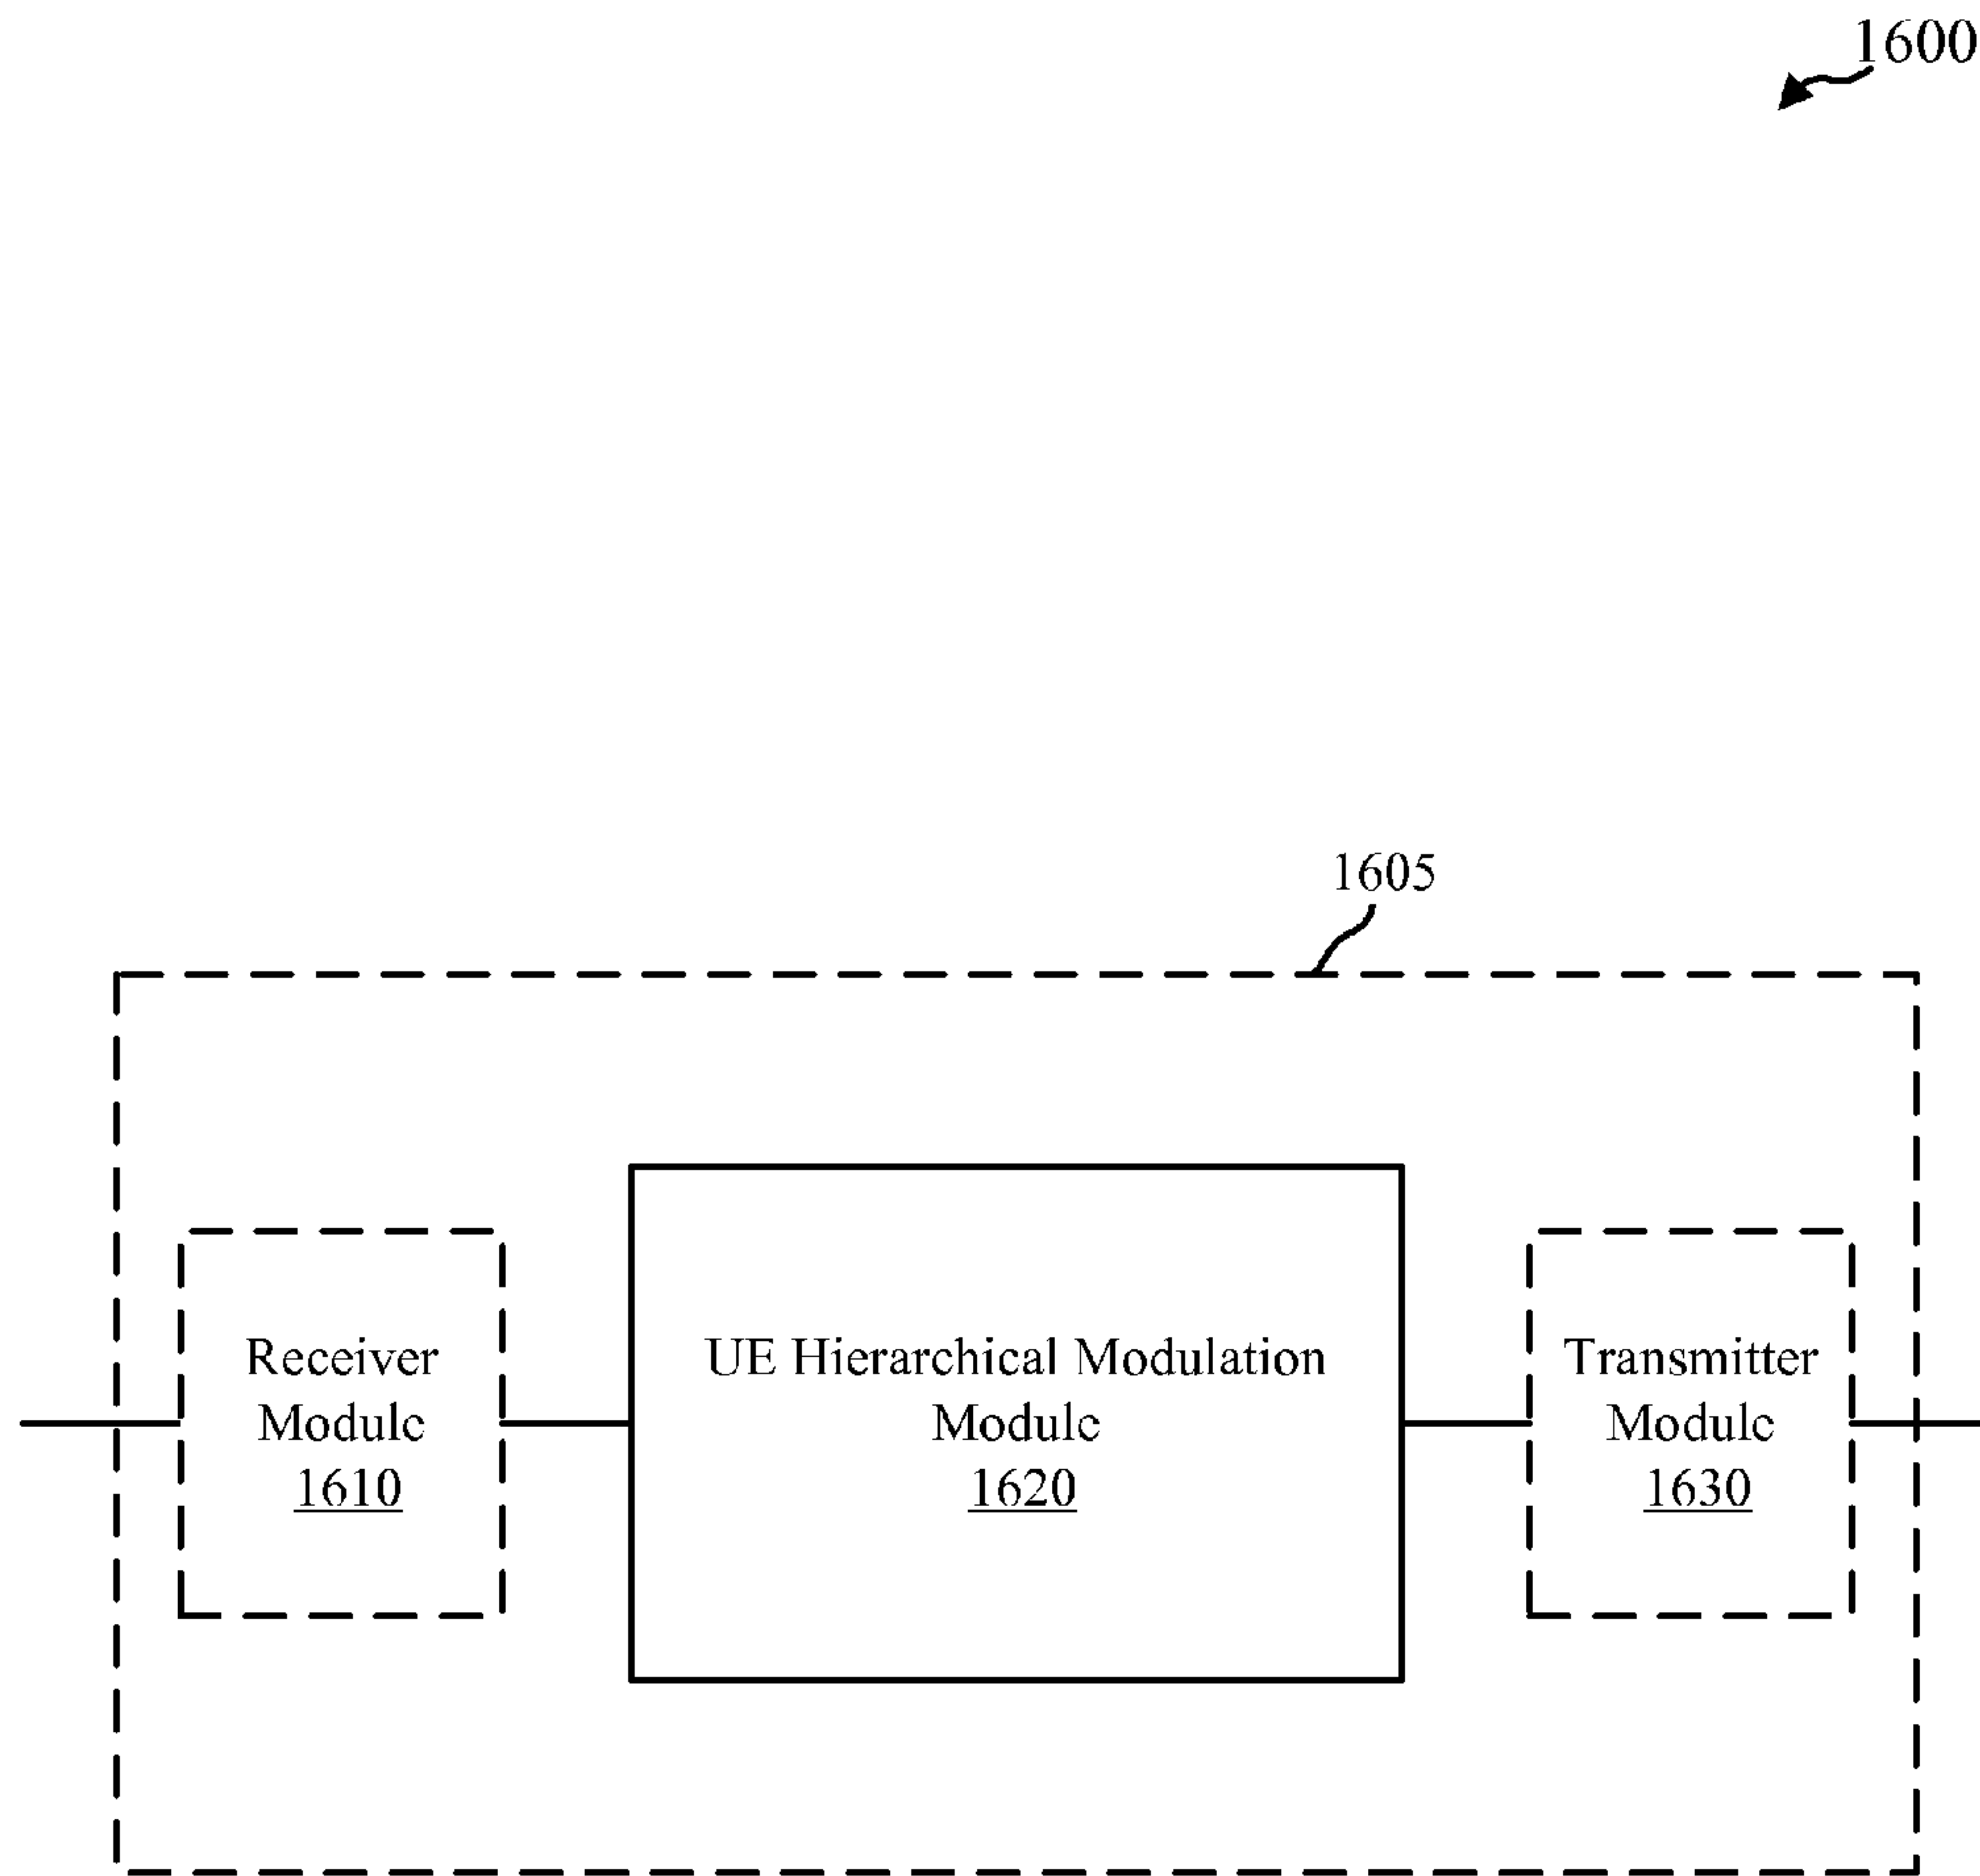 1600
1605
Receiver
Module
1610
UE Hierarchical Modulation
Module
1620
Transmitter
Module
1630